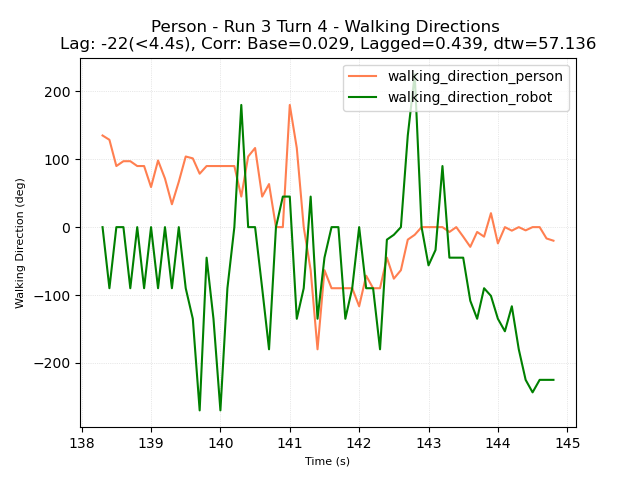 Person - Run 3 Turn 4 - Walking Directions
Lag: -22(<4.4s), Corr: Base=0.029, Lagged=0.439, dtw=57.136
walking_direction_person
walking_direction_robot
Walking Direction (deg)
200
100
0
−100
−200
138 139 140 141 142 143 144 145
Time (s)